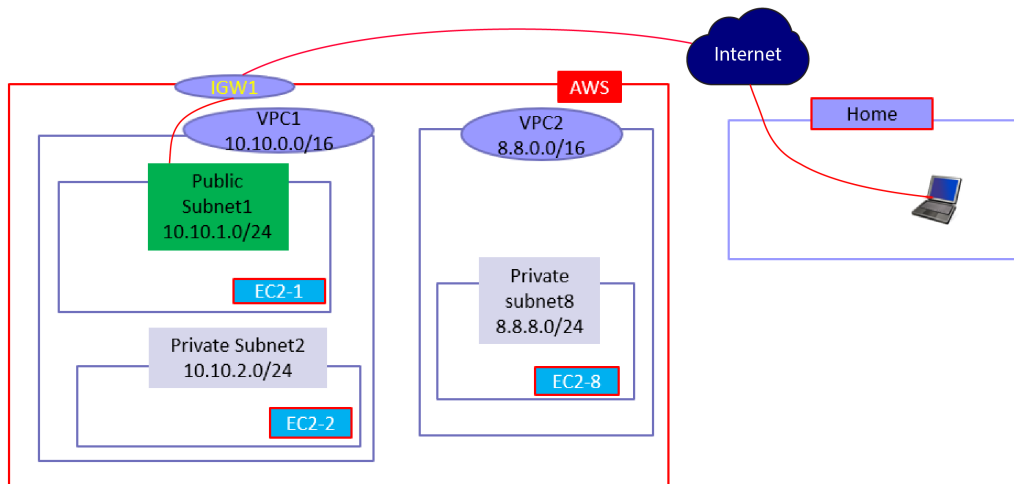 Internet
IGW1
AWS
VPC1
10.10.0.0/16
VPC2
8.8.0.0/16
Home
Public
Subnet1
10.10.1.0/24
EC2-1
Private
subnet8
8.8.8.0/24
Private Subnet2
10.10.2.0/24
EC2-8
EC2-2